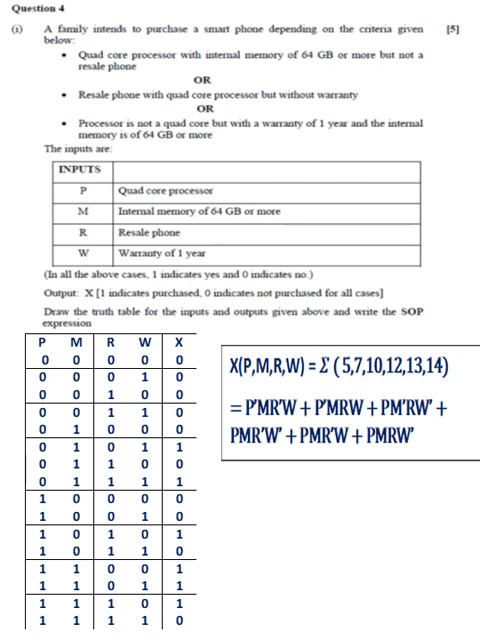 Question 4
(i) A family intends to purchase a smart phone depending on the criteria given [5]
below:
• Quad core processor with internal memory of 64 GB or more but not a
resale phone
OR
• Resale phone with quad core processor but without warranty
OR
• Processor is not a quad core but with a warranty of 1 year and the internal
memory is of 64 GB or more
The inputs are:
INPUTS
P Quad core processor
M Internal memory of 64 GB or more
R Resale phone
W Warranty of 1 year
(In all the above cases, 1 indicates yes and 0 indicates no.)
Output: X [1 indicates purchased, 0 indicates not purchased for all cases]
Draw the truth table for the inputs and outputs given above and write the SOP
expression
P M R W X
0 0 0 0 0
0 0 0 1 0
0 0 1 0 0
0 0 1 1 0
0 1 0 0 0
0 1 0 1 1
0 1 1 0 0
0 1 1 1 1
1 0 0 0 0
1 0 0 1 0
1 0 1 0 1
1 0 1 1 0
1 1 0 0 1
1 1 0 1 1
1 1 1 0 1
1 1 1 1 0
X(P,M,R,W) = Σ ( 5,7,10,12,13,14)
= P'MR'W + P'MRW + PM'RW' +
PMR'W' + PMR'W + PMRW'